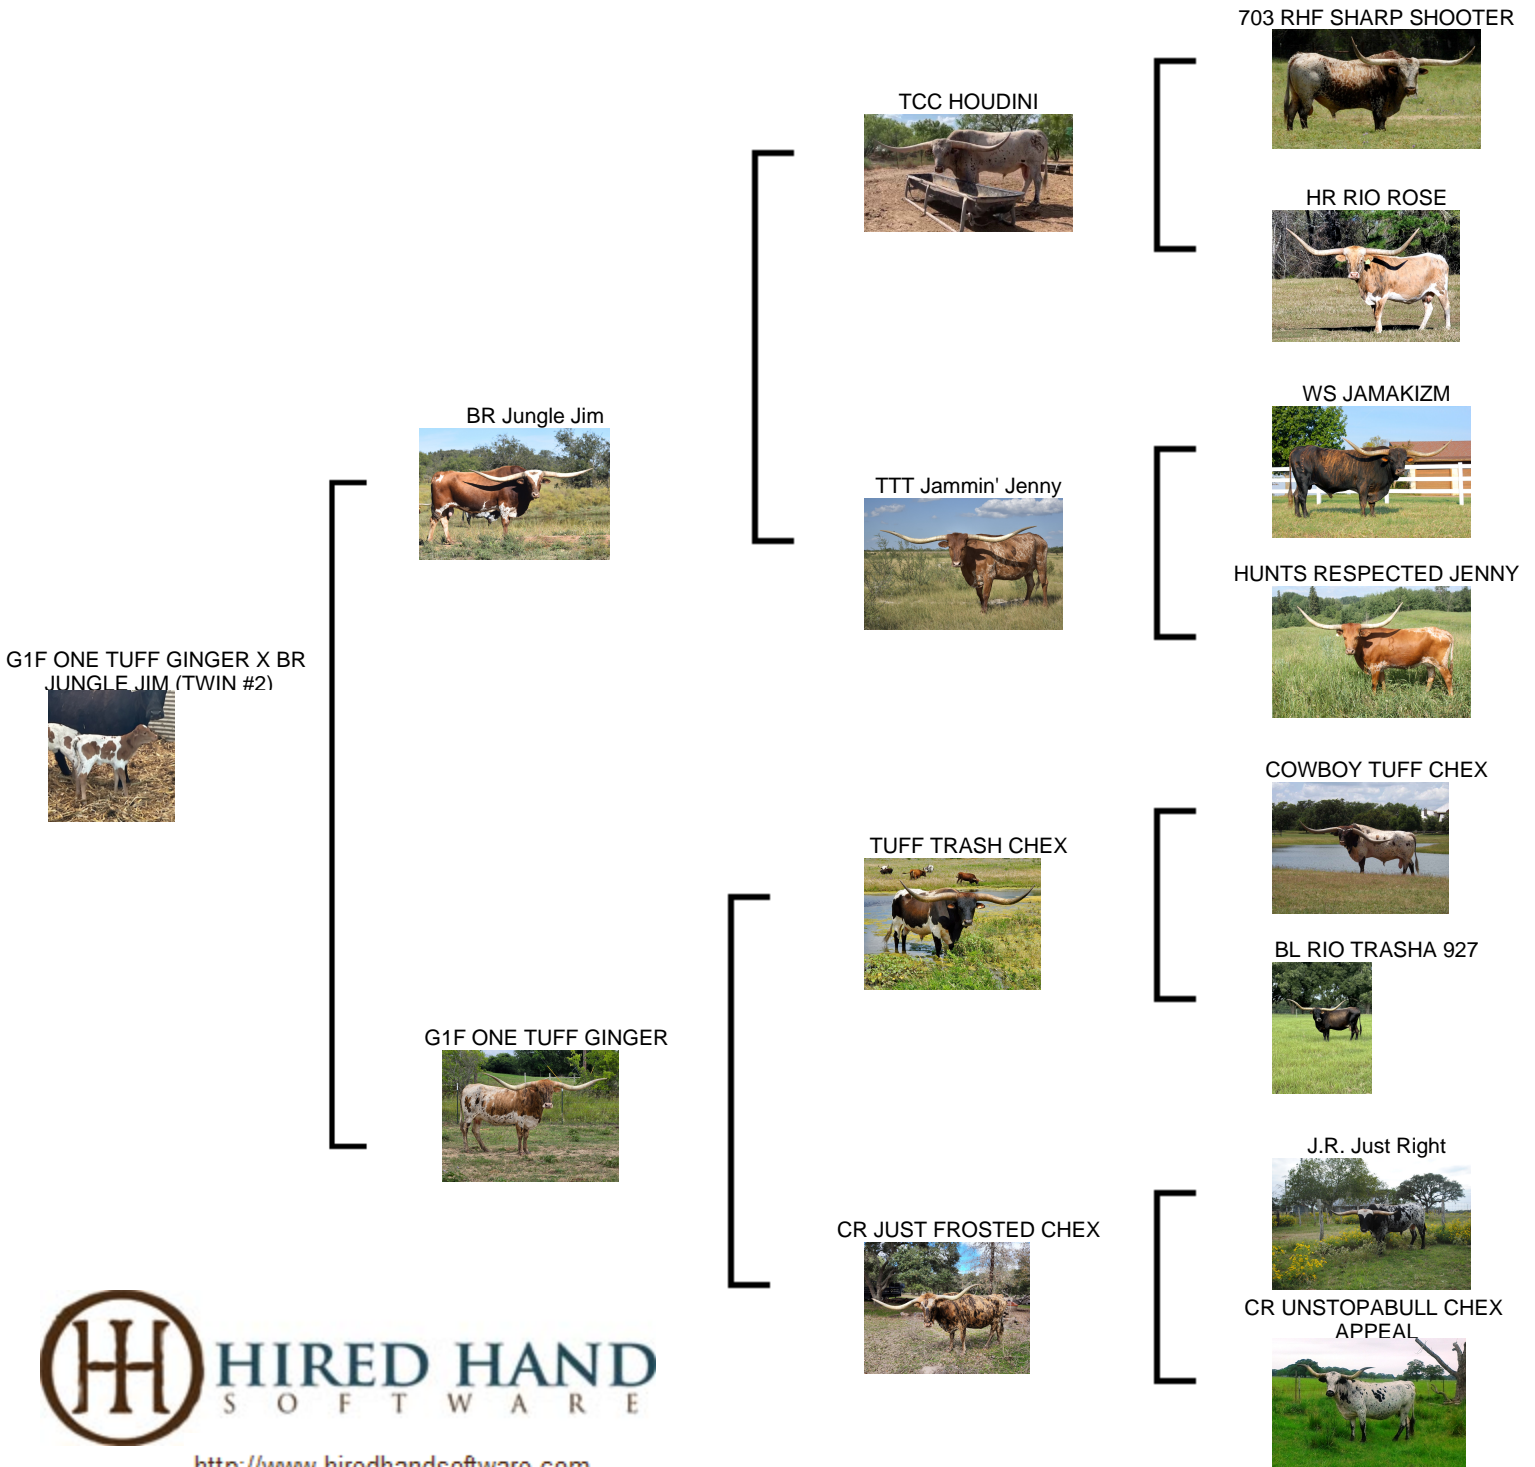 703 RHF SHARP SHOOTER
TCC HOUDINI
HR RIO ROSE
WS JAMAKIZM
BR Jungle Jim
TTT Jammin' Jenny
HUNTS RESPECTED JENNY
G1F ONE TUFF GINGER X BR
JUNGLE JIM (TWIN #2)
COWBOY TUFF CHEX
TUFF TRASH CHEX
BL RIO TRASHA 927
G1F ONE TUFF GINGER
J.R. Just Right
CR JUST FROSTED CHEX
CR UNSTOPABULL CHEX
APPEAL
HIRED HAND
SOFTWARE
http://www.hiredhandsoftware.com